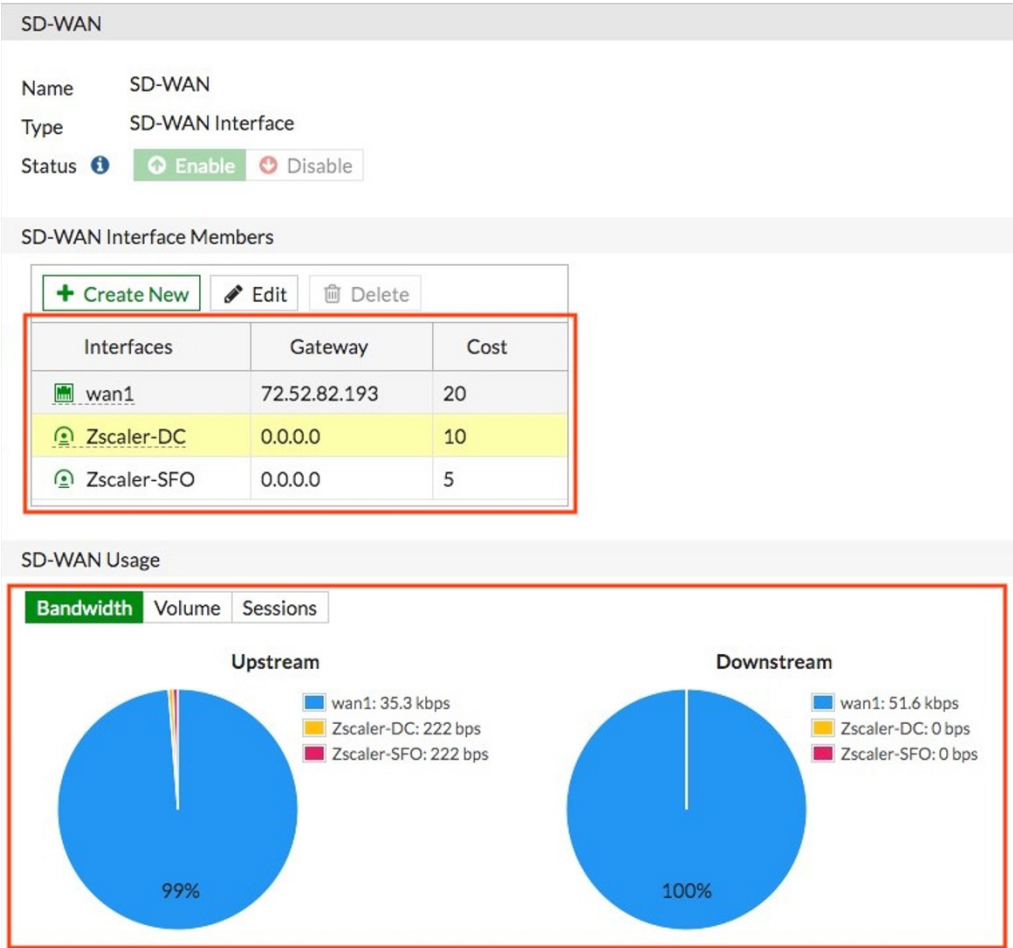 SD-WAN
Name SD-WAN
Type SD-WAN Interface
Status Enable Disable
SD-WAN Interface Members
Create New Edit Delete
Interfaces Gateway Cost
wan1 72.52.82.193 20
Zscaler-DC 0.0.0.0 10
Zscaler-SFO 0.0.0.0 5
SD-WAN Usage
Bandwidth Volume Sessions
Upstream
wan1: 35.3 kbps
Zscaler-DC: 222 bps
Zscaler-SFO: 222 bps
99%
Downstream
wan1: 51.6 kbps
Zscaler-DC: 0 bps
Zscaler-SFO: 0 bps
100%